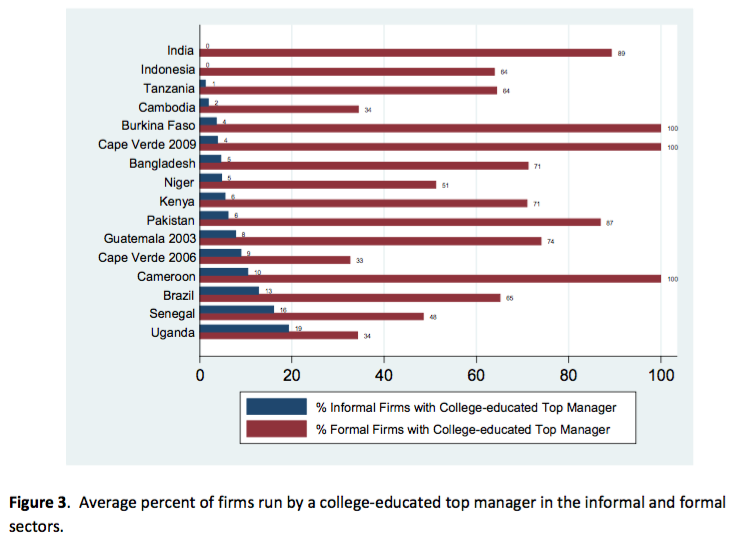 India 0 89
Indonesia 0 64
Tanzania 1 64
Cambodia 2 34
Burkina Faso 4 100
Cape Verde 2009 4 100
Bangladesh 5 71
Niger 5 51
Kenya 6 71
Pakistan 6 87
Guatemala 2003 8 74
Cape Verde 2006 9 33
Cameroon 10 100
Brazil 13 65
Senegal 16 48
Uganda 19 34
0 20 40 60 80 100
% Informal Firms with College-educated Top Manager
% Formal Firms with College-educated Top Manager
Figure 3. Average percent of firms run by a college-educated top manager in the informal and formal
sectors.